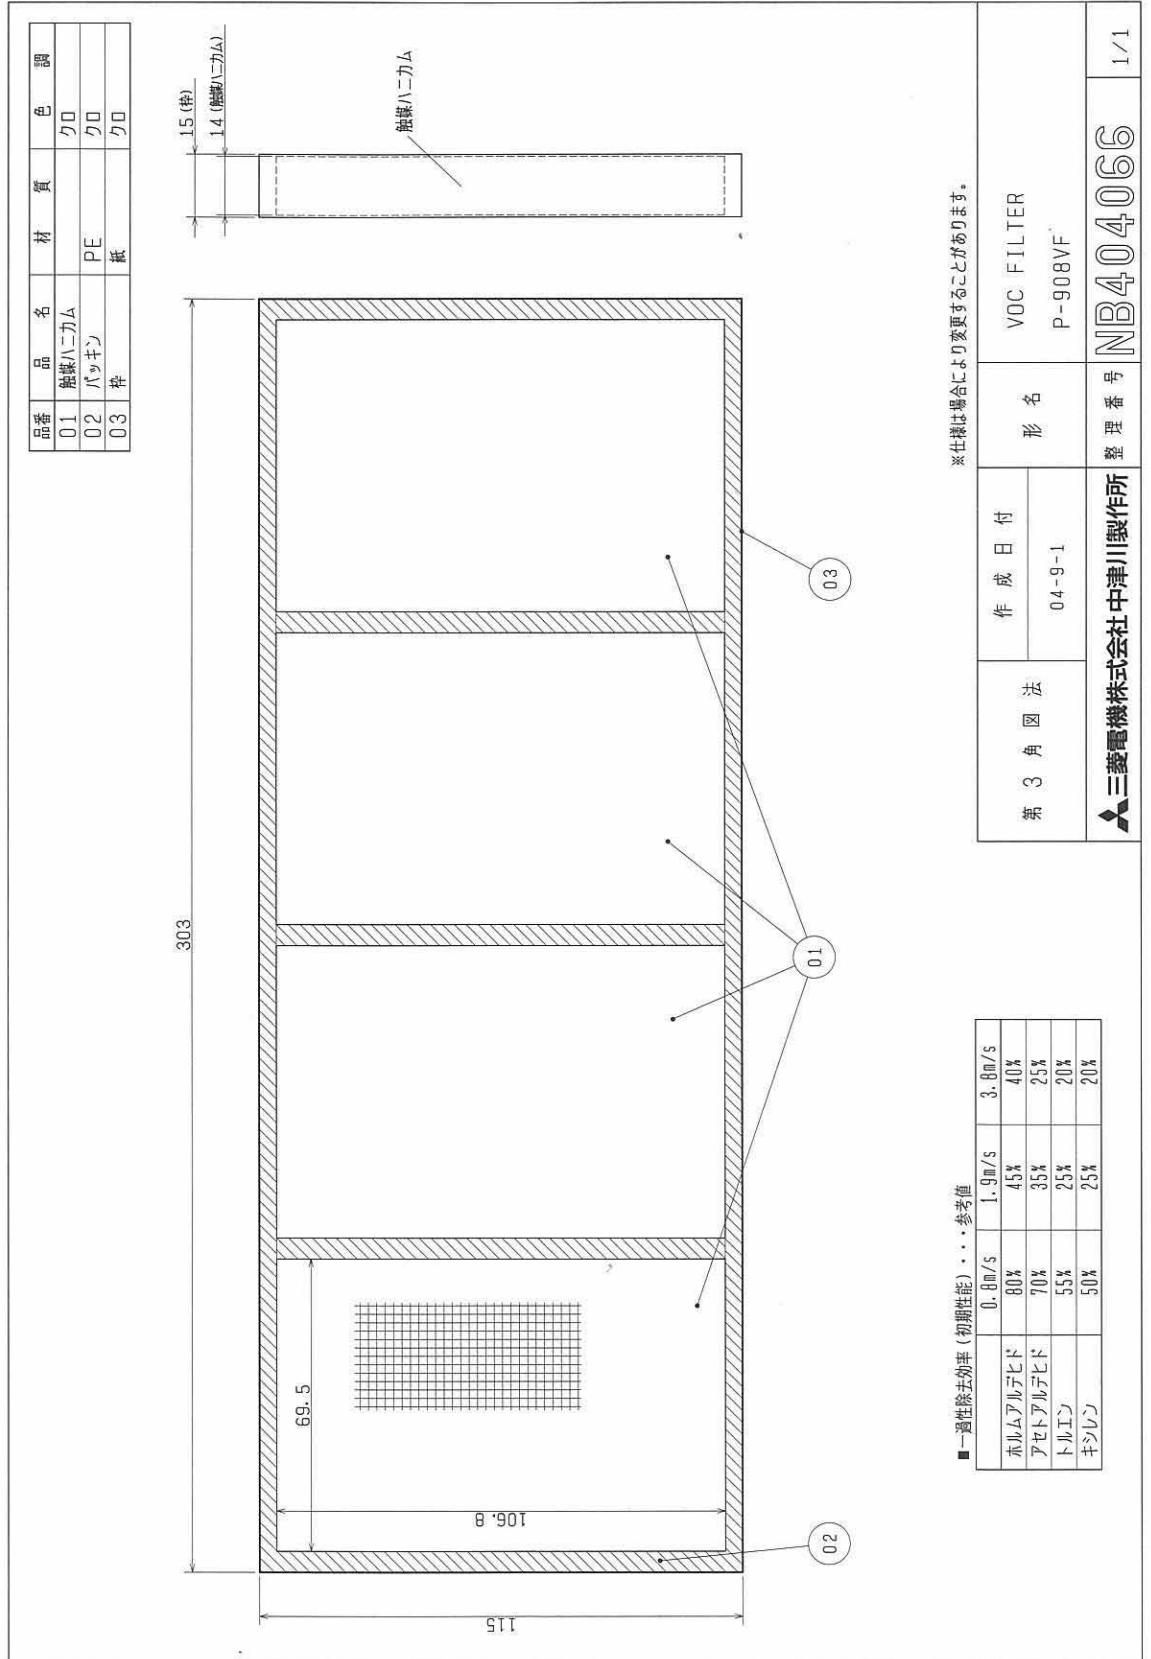 品番 品名 材質 色調
01 触媒ハニカム クロ
02 パッキン PE クロ
03 枠 紙 クロ
303
15 (枠)
14 (触媒ハニカム)
触媒ハニカム
69.5
106.8
115
02
01
03
※仕様は場合により変更することがあります。
■一過性除去効率（初期性能）・・・参考値
0.8m/s 1.9m/s 3.8m/s
ホルムアルデヒド 80% 45% 40%
アセトアルデヒド 70% 35% 25%
トルエン 55% 25% 20%
キシレン 50% 25% 20%
第3角図法
作成日付
04-9-1
形名
VOC FILTER
P-908VF
三菱電機株式会社中津川製作所
整理番号 NB404066 1/1